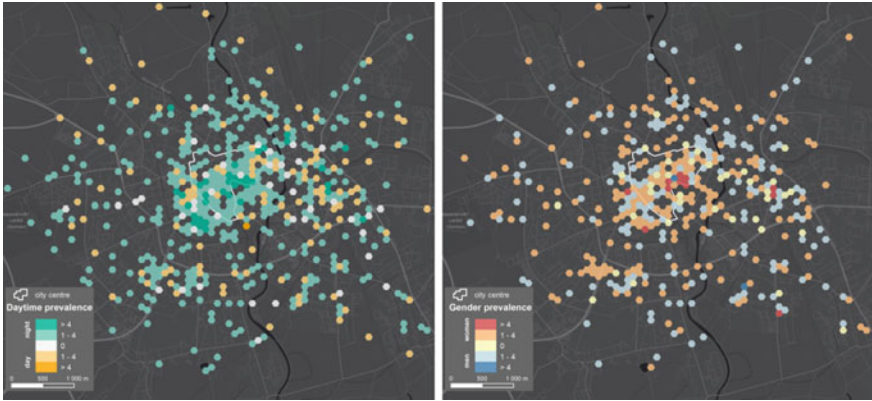 city centre
Daytime prevalence
night
day
> 4
1 - 4
0
1 - 4
> 4
0 500 1 000 m
city centre
Gender prevalence
women
men
> 4
1 - 4
0
1 - 4
> 4
0 500 1 000 m